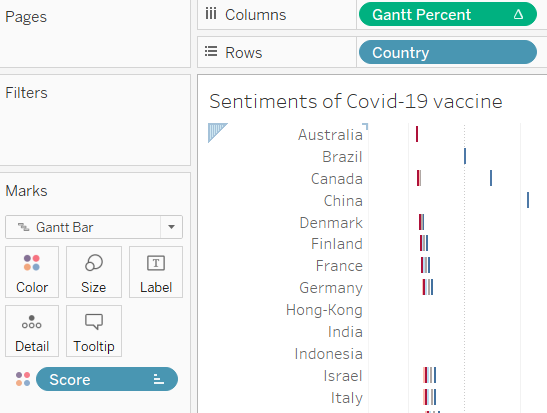 Pages
Columns
Gantt Percent Δ
Rows
Country
Filters
Sentiments of Covid-19 vaccine
Australia
Brazil
Canada
China
Denmark
Finland
France
Germany
Hong-Kong
India
Indonesia
Israel
Italy
Marks
Gantt Bar
Color
Size
Label
T
Detail
Tooltip
Score